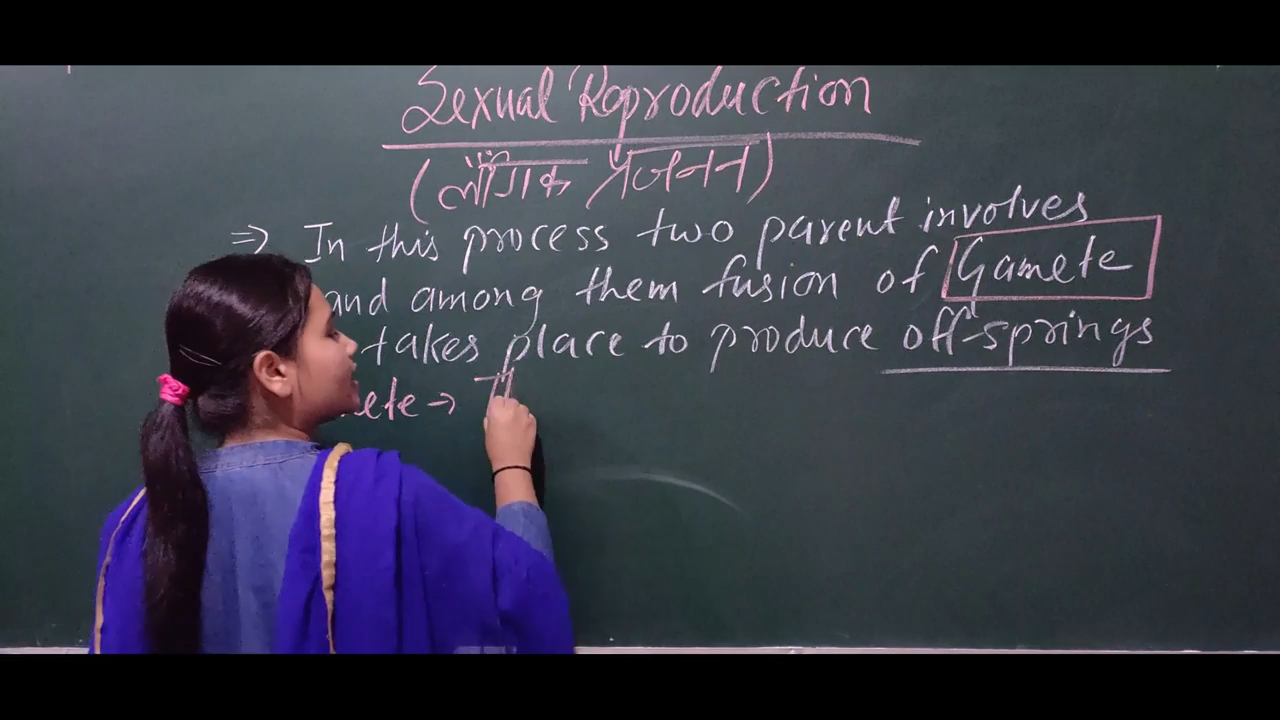 Sexual Reproduction
(लैंगिक प्रजनन)
⇒ In this process two parent involves
and among them fusion of Gamete
takes place to produce off-springs
mete →